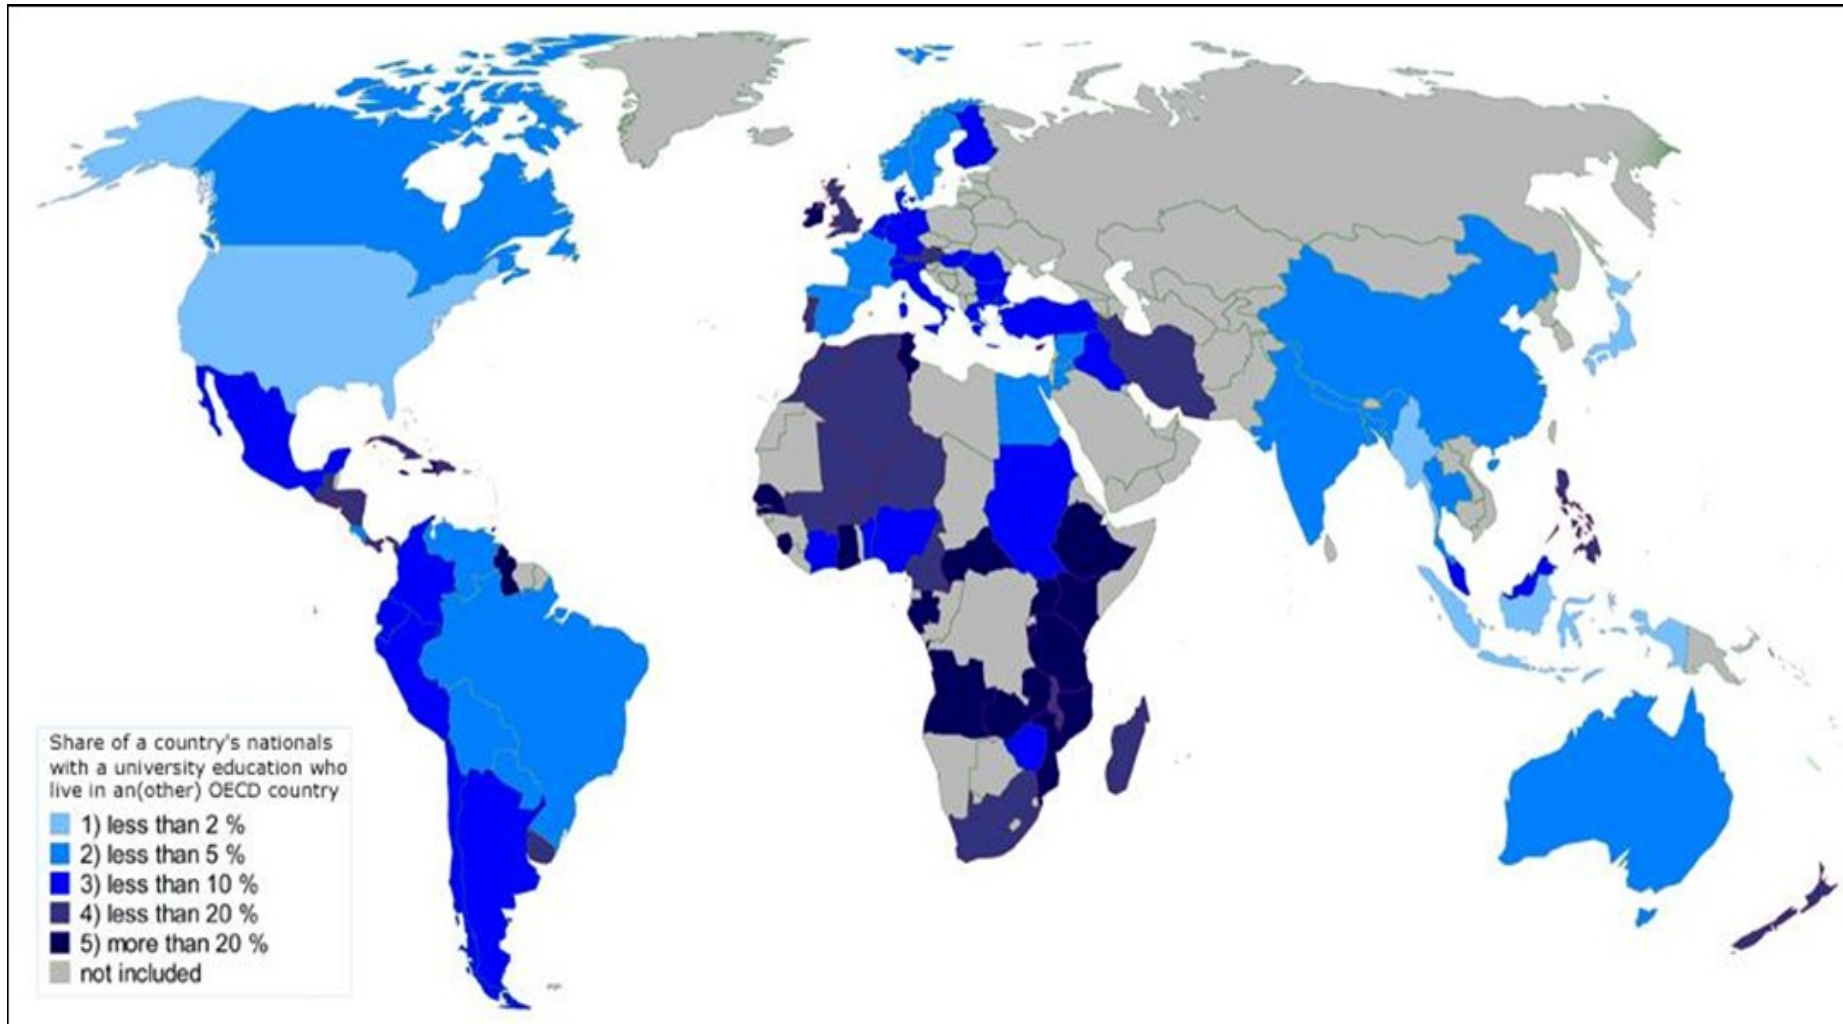 Share of a country's nationals
with a university education who
live in an(other) OECD country
1) less than 2 %
2) less than 5 %
3) less than 10 %
4) less than 20 %
5) more than 20 %
not included